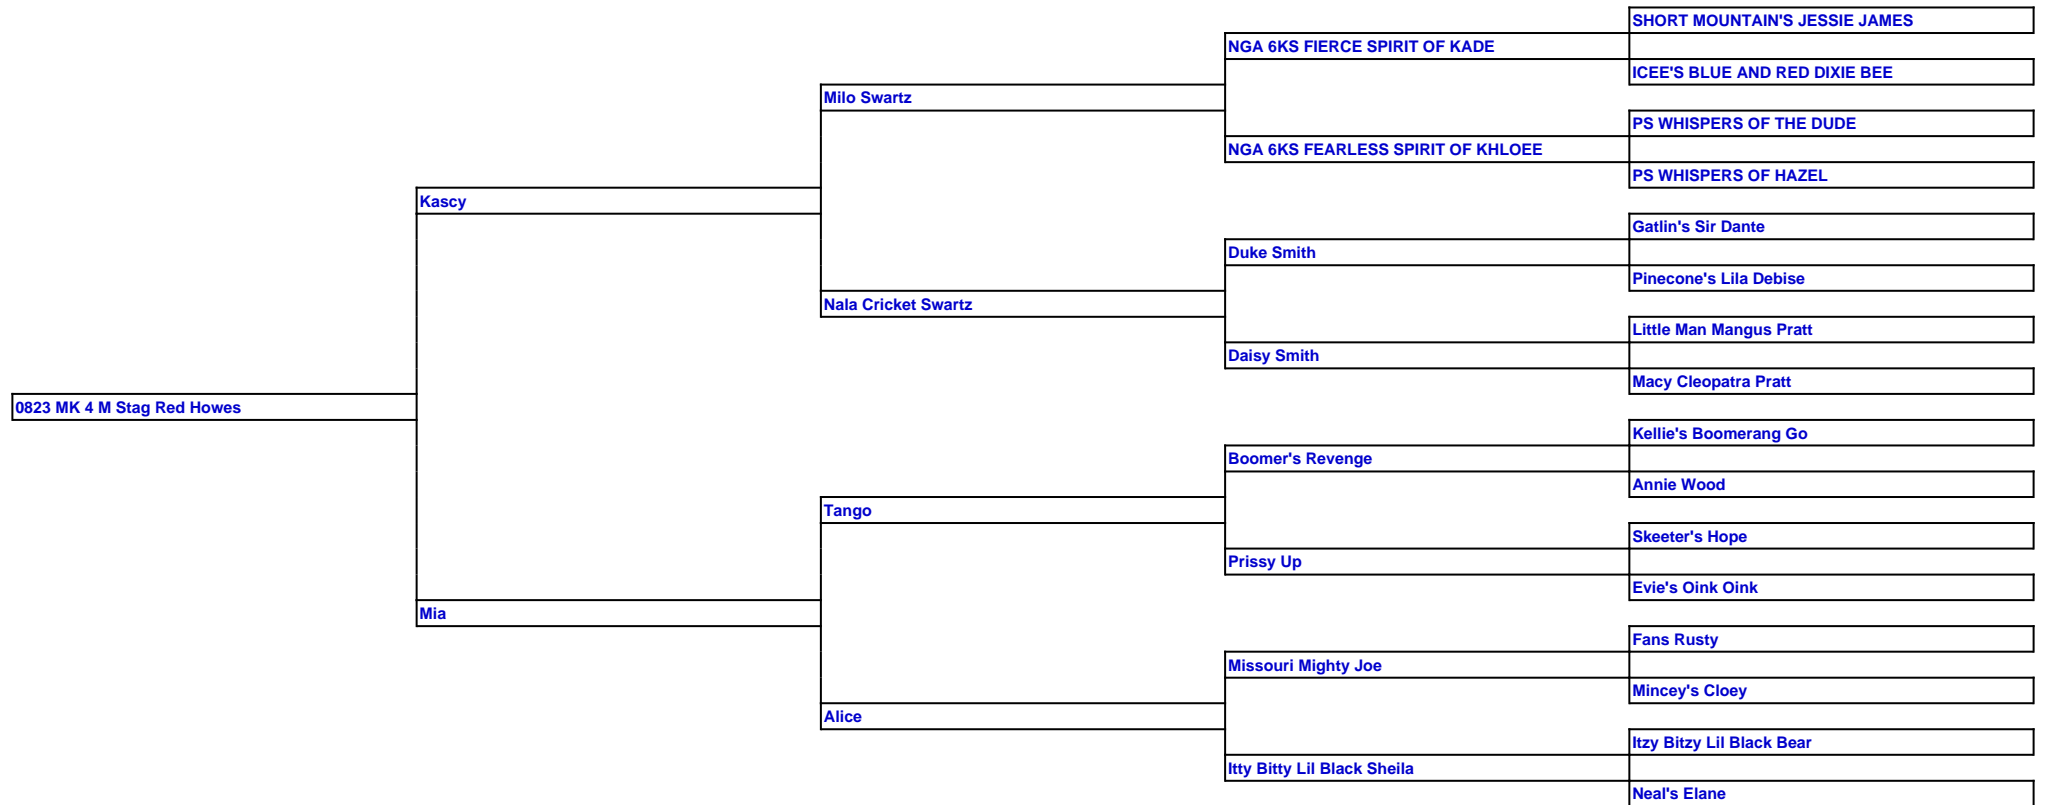 SHORT MOUNTAIN'S JESSIE JAMES
NGA 6KS FIERCE SPIRIT OF KADE
ICEE'S BLUE AND RED DIXIE BEE
Milo Swartz
PS WHISPERS OF THE DUDE
NGA 6KS FEARLESS SPIRIT OF KHLOEE
PS WHISPERS OF HAZEL
Kascy
Gatlin's Sir Dante
Duke Smith
Pinecone's Lila Debise
Nala Cricket Swartz
Little Man Mangus Pratt
Daisy Smith
Macy Cleopatra Pratt
0823 MK 4 M Stag Red Howes
Kellie's Boomerang Go
Boomer's Revenge
Annie Wood
Tango
Skeeter's Hope
Prissy Up
Evie's Oink Oink
Mia
Fans Rusty
Missouri Mighty Joe
Mincey's Cloey
Alice
Itzy Bitzy Lil Black Bear
Itty Bitty Lil Black Sheila
Neal's Elane